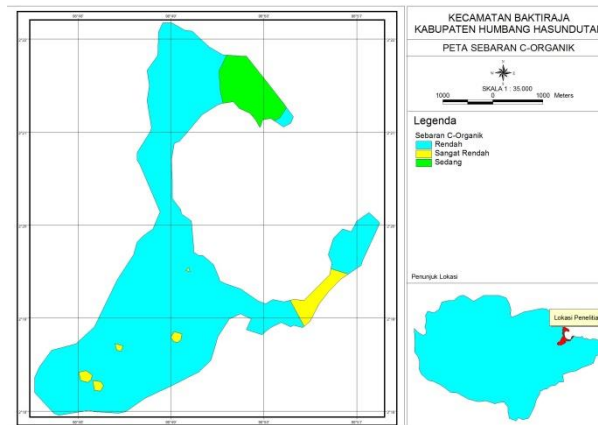 KECAMATAN BAKTIRAJA
KABUPATEN HUMBANG HASUNDUTAN
PETA SEBARAN C-ORGANIK
SKALA 1 : 35.000
1000 0 1000 Meters
Legenda
Sebaran C-Organik
Rendah
Sangat Rendah
Sedang
Penunjuk Lokasi
Lokasi Penelitia